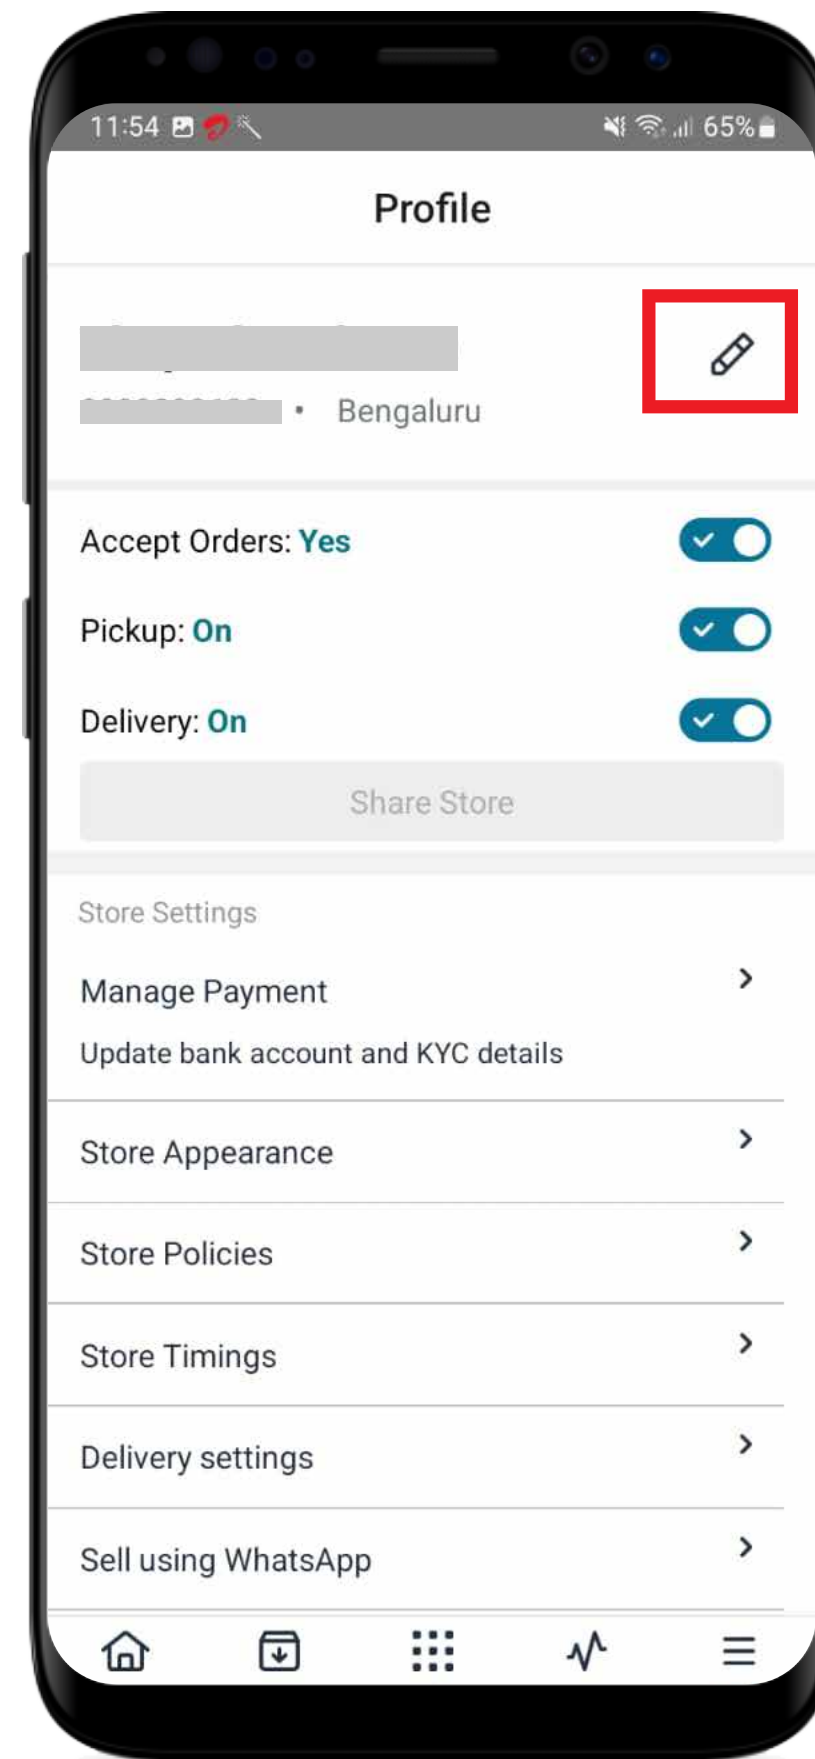 11:54
65%
Profile
• Bengaluru
Accept Orders: Yes
Pickup: On
Delivery: On
Share Store
Store Settings
Manage Payment
Update bank account and KYC details
Store Appearance
Store Policies
Store Timings
Delivery settings
Sell using WhatsApp